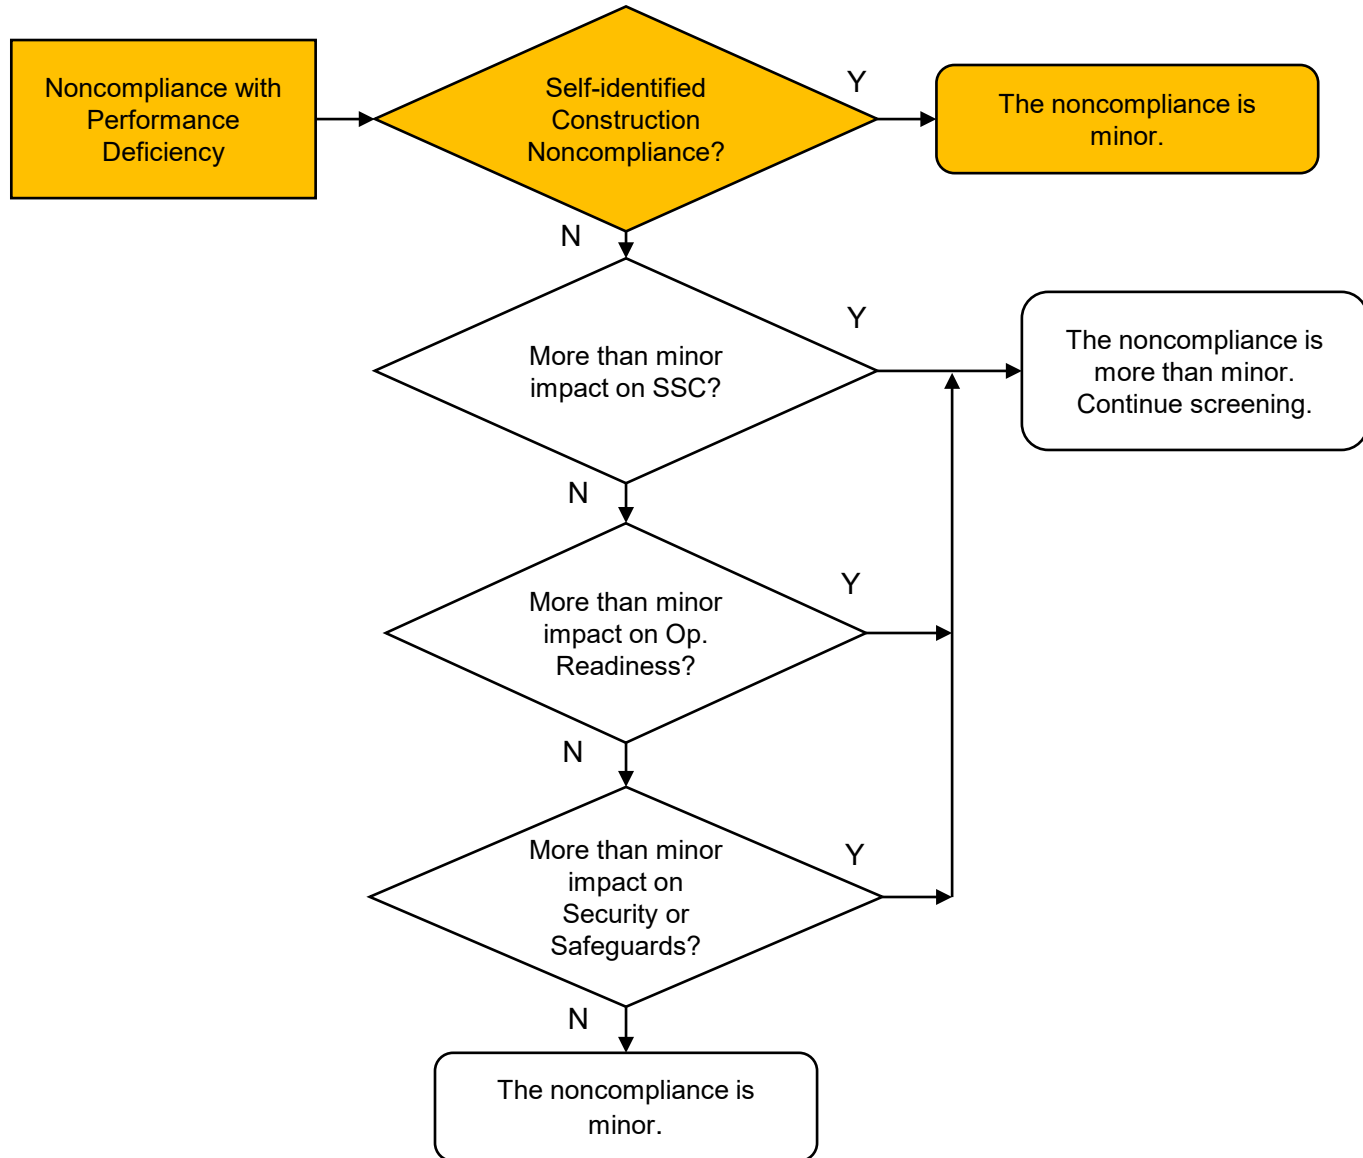 Noncompliance with
Performance
Deficiency
Self-identified
Construction
Noncompliance?
Y
The noncompliance is
minor.
N
More than minor
impact on SSC?
Y
The noncompliance is
more than minor.
Continue screening.
N
More than minor
impact on Op.
Readiness?
Y
N
More than minor
impact on
Security or
Safeguards?
Y
N
The noncompliance is
minor.